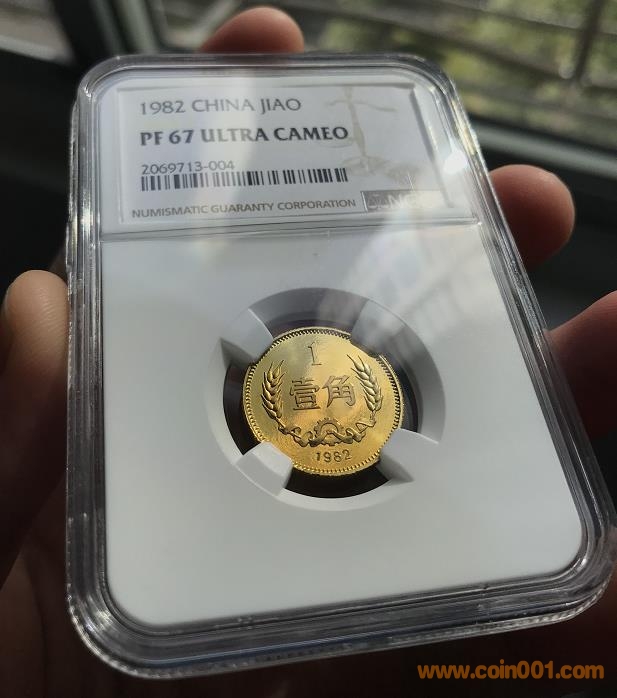 1982 CHINA JIAO
PF 67 ULTRA CAMEO
2069713-004
NUMISMATIC GUARANTY CORPORATION
NGC
1
壹角
1982
www.coin001.com